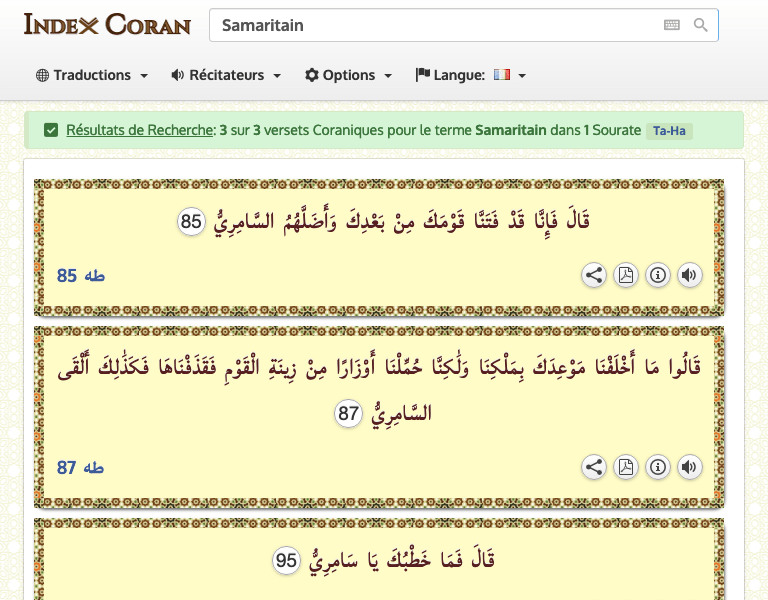 INDEX CORAN
Samaritain
Traductions
Récitateurs
Options
Langue:
Résultats de Recherche: 3 sur 3 versets Coraniques pour le terme Samaritain dans 1 Sourate Ta-Ha
قَالَ فَإِنَّا قَدْ فَتَنَّا قَوْمَكَ مِنْ بَعْدِكَ وَأَضَلَّهُمُ السَّامِرِيُّ 85
طه 85
قَالُوا مَا أَخْلَفْنَا مَوْعِدَكَ بِمَلْكِنَا وَلَٰكِنَّا حُمِّلْنَا أَوْزَارًا مِنْ زِينَةِ الْقَوْمِ فَقَذَفْنَاهَا فَكَذَٰلِكَ أَلْقَى
السَّامِرِيُّ 87
طه 87
قَالَ فَمَا خَطْبُكَ يَا سَامِرِيُّ 95